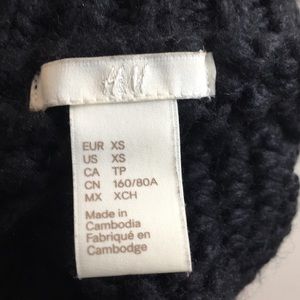 H&M
EUR XS
US XS
CA TP
CN 160/80A
MX XCH
Made in
Cambodia
Fabriqué en
Cambodge